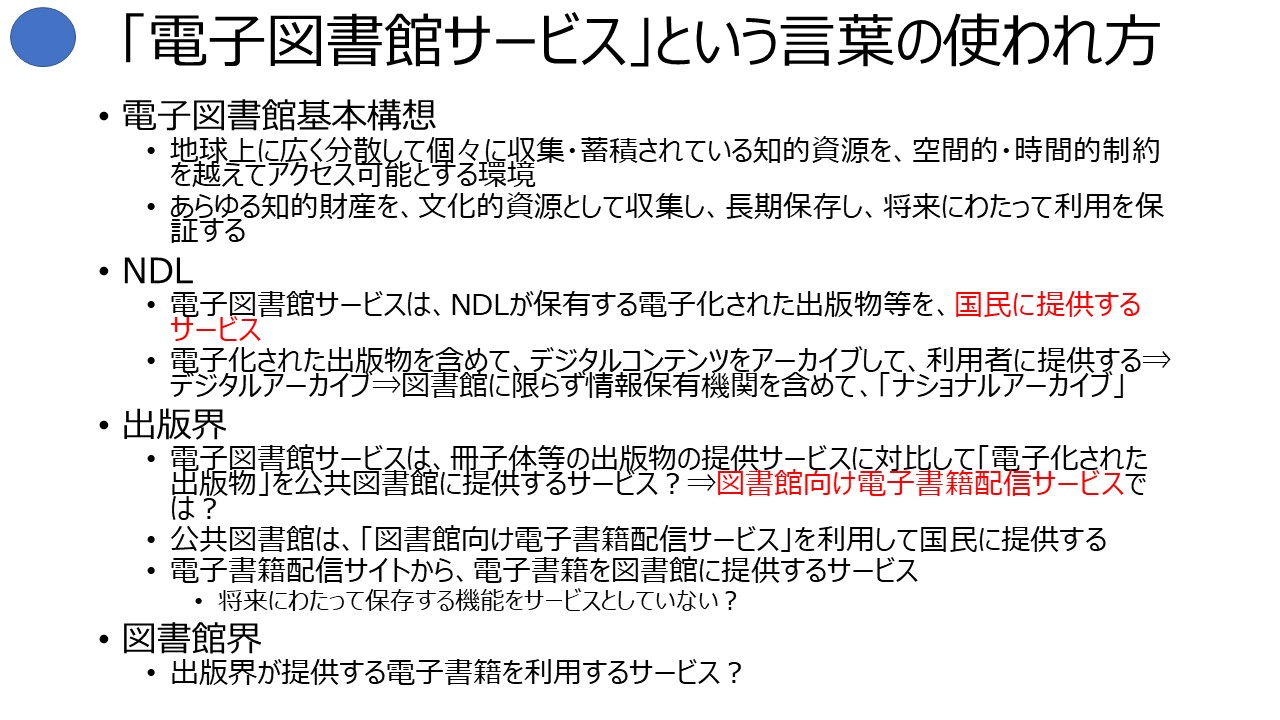 「電子図書館サービス」という言葉の使われ方
• 電子図書館基本構想
• 地球上に広く分散して個々に収集・蓄積されている知的資源を、空間的・時間的制約
を越えてアクセス可能とする環境
• あらゆる知的財産を、文化的資源として収集し、長期保存し、将来にわたって利用を保
証する
• NDL
• 電子図書館サービスは、NDLが保有する電子化された出版物等を、国民に提供する
サービス
• 電子化された出版物を含めて、デジタルコンテンツをアーカイブして、利用者に提供する⇒
デジタルアーカイブ⇒図書館に限らず情報保有機関を含めて、「ナショナルアーカイブ」
• 出版界
• 電子図書館サービスは、冊子体等の出版物の提供サービスに対比して「電子化された
出版物」を公共図書館に提供するサービス？⇒図書館向け電子書籍配信サービスで
は？
• 公共図書館は、「図書館向け電子書籍配信サービス」を利用して国民に提供する
• 電子書籍配信サイトから、電子書籍を図書館に提供するサービス
• 将来にわたって保存する機能をサービスとしていない？
• 図書館界
• 出版界が提供する電子書籍を利用するサービス？